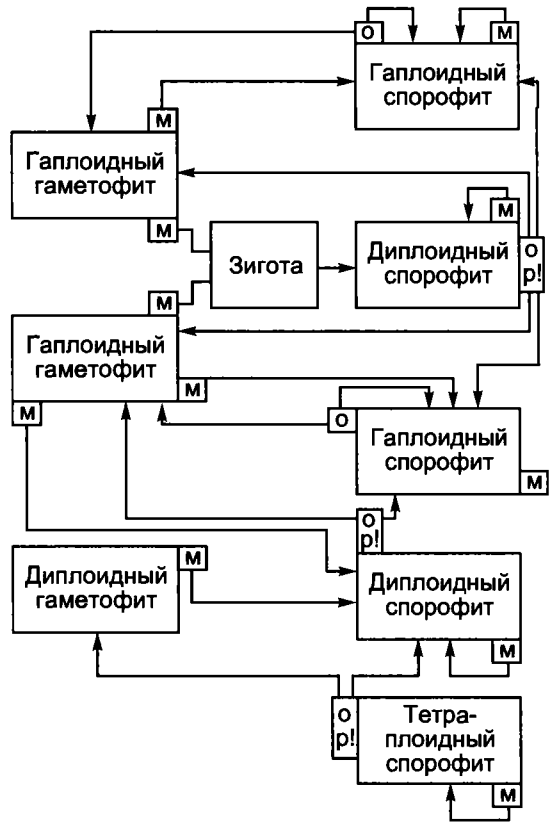 о
м
Гаплоидный
спорофит
м
Гаплоидный
гаметофит
м
Зигота
м
Диплоидный
спорофит
о
р!
м
Гаплоидный
гаметофит
м
м
о
Гаплоидный
спорофит
м
о
р!
Диплоидный
гаметофит
м
Диплоидный
спорофит
м
о
р!
Тетра-
плоидный
спорофит
м